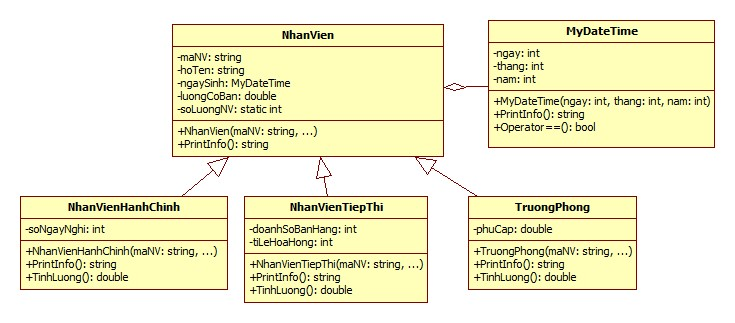 NhanVien
-maNV: string
-hoTen: string
-ngaySinh: MyDateTime
-luongCoBan: double
-soLuongNV: static int
+NhanVien(maNV: string, ...)
+PrintInfo(): string
MyDateTime
-ngay: int
-thang: int
-nam: int
+MyDateTime(ngay: int, thang: int, nam: int)
+PrintInfo(): string
+Operator==(): bool
NhanVienHanhChinh
-soNgayNghi: int
+NhanVienHanhChinh(maNV: string, ...)
+PrintInfo(): string
+TinhLuong(): double
NhanVienTiepThi
-doanhSoBanHang: int
-tiLeHoaHong: int
+NhanVienTiepThi(maNV: string, ...)
+PrintInfo(): string
+TinhLuong(): double
TruongPhong
-phuCap: double
+TruongPhong(maNV: string, ...)
+PrintInfo(): string
+TinhLuong(): double